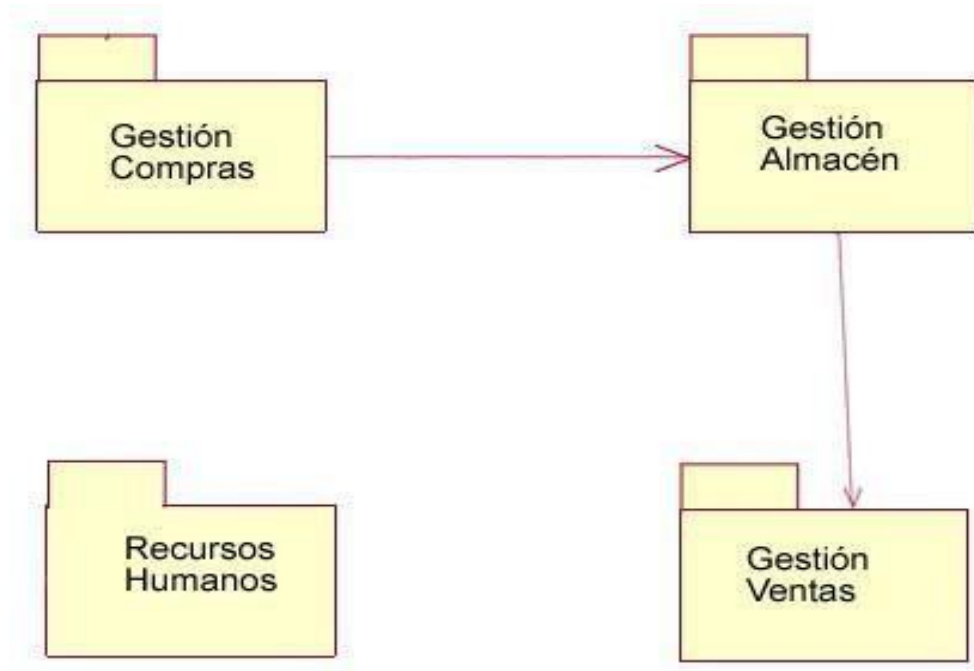 Gestión
Compras
Gestión
Almacén
Recursos
Humanos
Gestión
Ventas